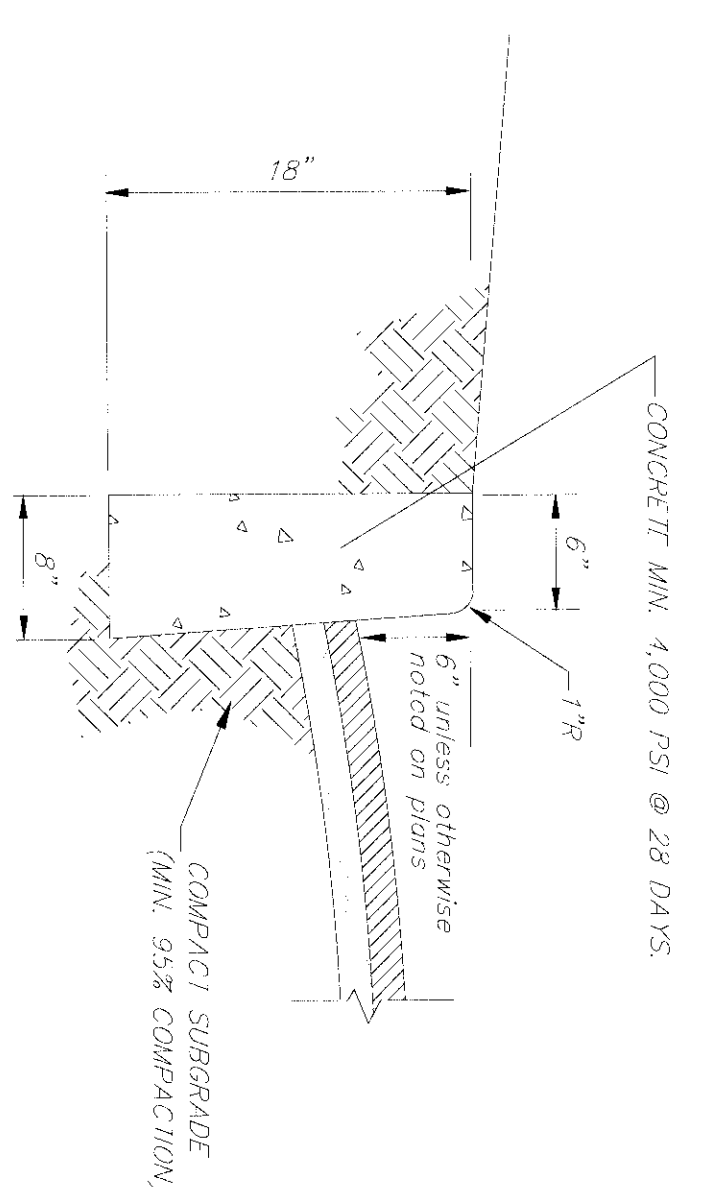 CONCRETE MIN. 4,000 PSI @ 28 DAYS.
18"
6"
1"R
6" unless otherwise
noted on plans
8"
COMPACT SUBGRADE
(MIN. 95% COMPACTION)